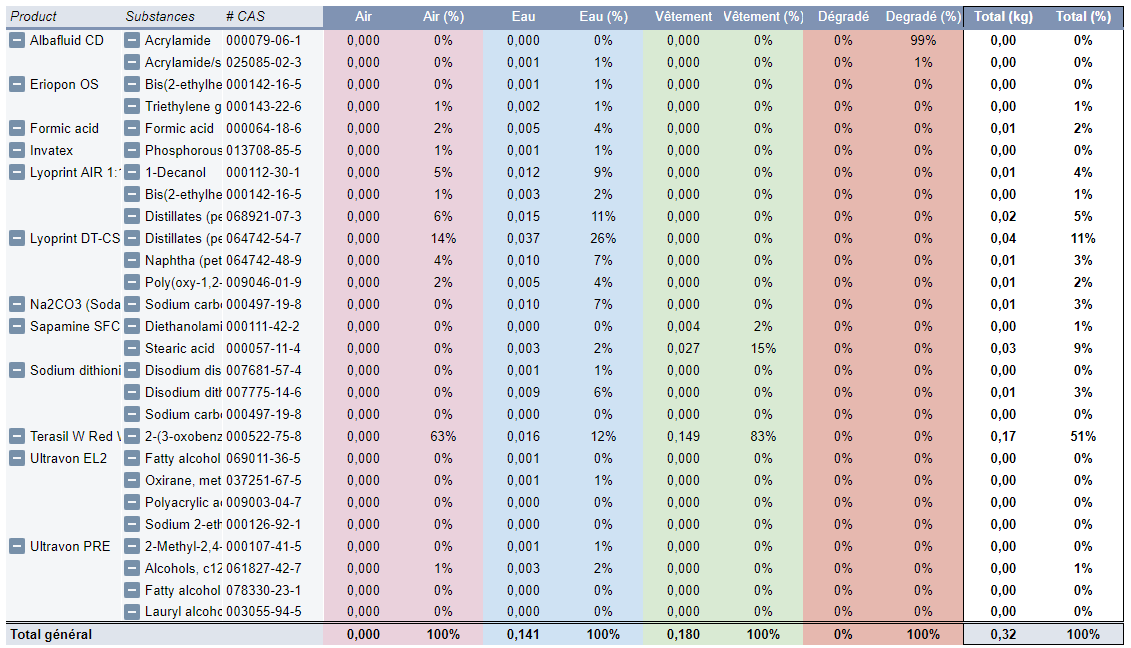 Product Substances # CAS Air Air (%) Eau Eau (%) Vêtement Vêtement (%) Dégradé Degradé (%) Total (kg) Total (%)
Albafluid CD Acrylamide 000079-06-1 0,000 0% 0,000 0% 0,000 0% 0% 99% 0,00 0%
Acrylamide/s 025085-02-3 0,000 0% 0,001 1% 0,000 0% 0% 1% 0,00 0%
Eriopon OS Bis(2-ethylhe 000142-16-5 0,000 0% 0,001 1% 0,000 0% 0% 0% 0,00 0%
Triethylene g 000143-22-6 0,000 1% 0,002 1% 0,000 0% 0% 0% 0,00 1%
Formic acid Formic acid 000064-18-6 0,000 2% 0,005 4% 0,000 0% 0% 0% 0,01 2%
Invatex Phosphorous 013708-85-5 0,000 1% 0,001 1% 0,000 0% 0% 0% 0,00 0%
Lyoprint AIR 1:1 1-Decanol 000112-30-1 0,000 5% 0,012 9% 0,000 0% 0% 0% 0,01 4%
Bis(2-ethylhe 000142-16-5 0,000 1% 0,003 2% 0,000 0% 0% 0% 0,00 1%
Distillates (pe 068921-07-3 0,000 6% 0,015 11% 0,000 0% 0% 0% 0,02 5%
Lyoprint DT-CS Distillates (pe 064742-54-7 0,000 14% 0,037 26% 0,000 0% 0% 0% 0,04 11%
Naphtha (pet 064742-48-9 0,000 4% 0,010 7% 0,000 0% 0% 0% 0,01 3%
Poly(oxy-1,2- 009046-01-9 0,000 2% 0,005 4% 0,000 0% 0% 0% 0,01 2%
Na2CO3 (Soda Sodium carbo 000497-19-8 0,000 0% 0,010 7% 0,000 0% 0% 0% 0,01 3%
Sapamine SFC Diethanolami 000111-42-2 0,000 0% 0,000 0% 0,004 2% 0% 0% 0,00 1%
Stearic acid 000057-11-4 0,000 0% 0,003 2% 0,027 15% 0% 0% 0,03 9%
Sodium dithioni Disodium dis 007681-57-4 0,000 0% 0,001 1% 0,000 0% 0% 0% 0,00 0%
Disodium dith 007775-14-6 0,000 0% 0,009 6% 0,000 0% 0% 0% 0,01 3%
Sodium carbo 000497-19-8 0,000 0% 0,000 0% 0,000 0% 0% 0% 0,00 0%
Terasil W Red W 2-(3-oxobenz 000522-75-8 0,000 63% 0,016 12% 0,149 83% 0% 0% 0,17 51%
Ultravon EL2 Fatty alcohol 069011-36-5 0,000 0% 0,001 0% 0,000 0% 0% 0% 0,00 0%
Oxirane, met 037251-67-5 0,000 0% 0,001 1% 0,000 0% 0% 0% 0,00 0%
Polyacrylic a 009003-04-7 0,000 0% 0,000 0% 0,000 0% 0% 0% 0,00 0%
Sodium 2-eth 000126-92-1 0,000 0% 0,000 0% 0,000 0% 0% 0% 0,00 0%
Ultravon PRE 2-Methyl-2,4- 000107-41-5 0,000 0% 0,001 1% 0,000 0% 0% 0% 0,00 0%
Alcohols, c12 061827-42-7 0,000 1% 0,003 2% 0,000 0% 0% 0% 0,00 1%
Fatty alcohol 078330-23-1 0,000 0% 0,000 0% 0,000 0% 0% 0% 0,00 0%
Lauryl alcoho 003055-94-5 0,000 0% 0,000 0% 0,000 0% 0% 0% 0,00 0%
Total général 0,000 100% 0,141 100% 0,180 100% 0% 100% 0,32 100%